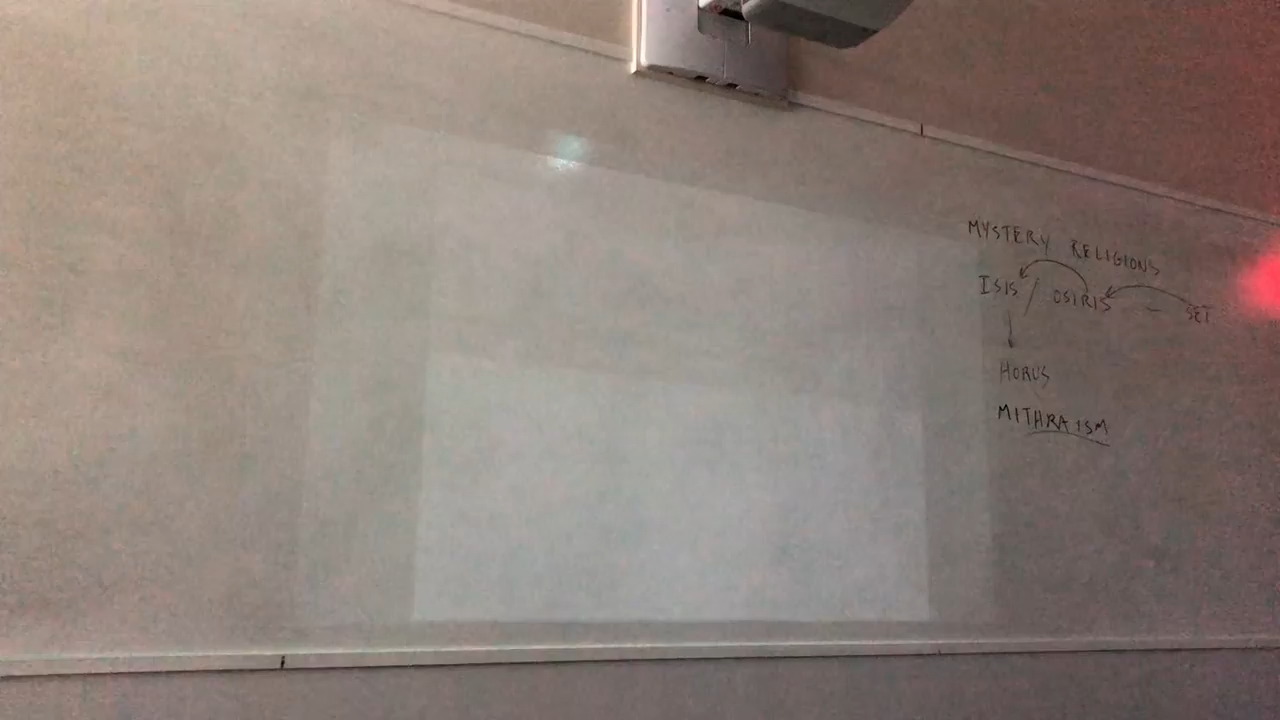 MYSTERY RELIGIONS
ISIS / OSIRIS - SET
HORUS
MITHRAISM